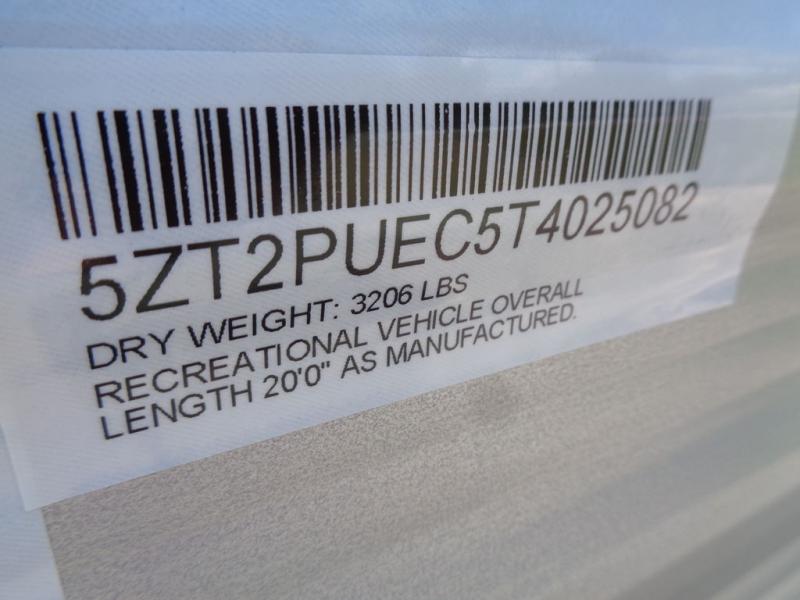 5ZT2PUEC5T4025082
DRY WEIGHT: 3206 LBS
RECREATIONAL VEHICLE OVERALL
LENGTH 20'0" AS MANUFACTURED.